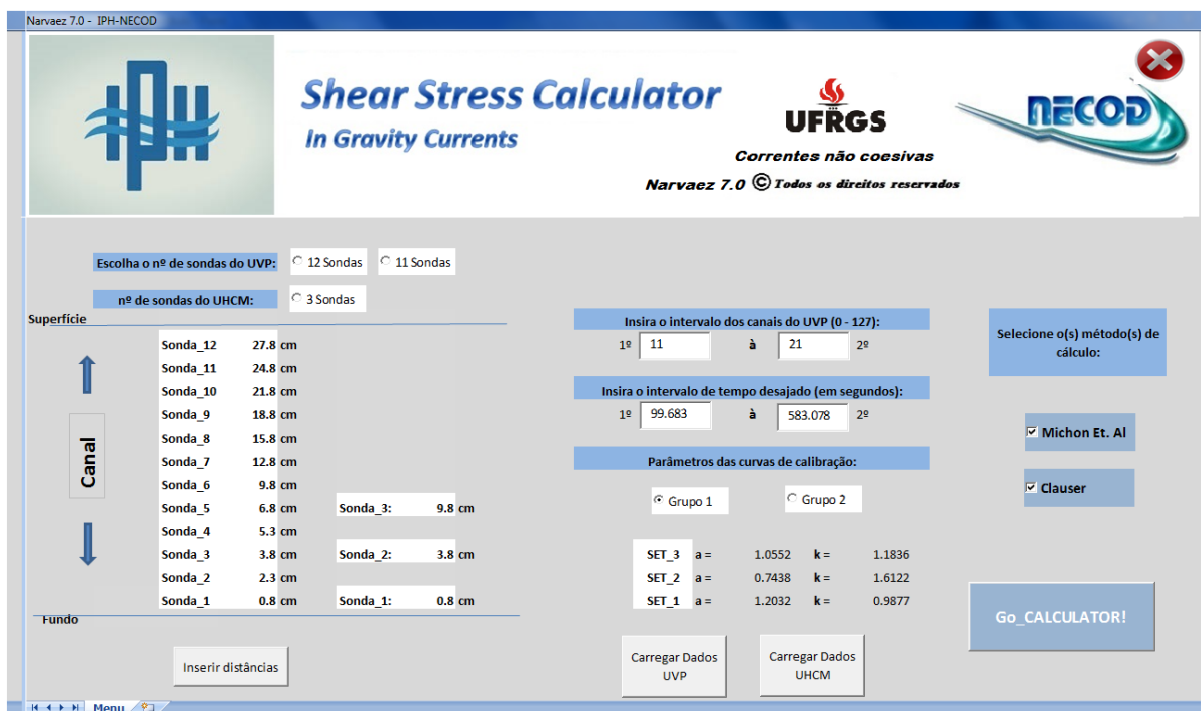 Narvaez 7.0 - IPH-NECOD
IPH
Shear Stress Calculator
In Gravity Currents
UFRGS
NECOD
Correntes não coesivas
Narvaez 7.0 © Todos os direitos reservados
Escolha o nº de sondas do UVP: 12 Sondas 11 Sondas
nº de sondas do UHCM: 3 Sondas
Superfície
Canal
Fundo
Sonda_12 27.8 cm
Sonda_11 24.8 cm
Sonda_10 21.8 cm
Sonda_9 18.8 cm
Sonda_8 15.8 cm
Sonda_7 12.8 cm
Sonda_6 9.8 cm
Sonda_5 6.8 cm Sonda_3: 9.8 cm
Sonda_4 5.3 cm
Sonda_3 3.8 cm Sonda_2: 3.8 cm
Sonda_2 2.3 cm
Sonda_1 0.8 cm Sonda_1: 0.8 cm
Inserir distâncias
Insira o intervalo dos canais do UVP (0 - 127):
1º 11 à 21 2º
Insira o intervalo de tempo desajado (em segundos):
1º 99.683 à 583.078 2º
Parâmetros das curvas de calibração:
Grupo 1 Grupo 2
SET_3 a = 1.0552 k = 1.1836
SET_2 a = 0.7438 k = 1.6122
SET_1 a = 1.2032 k = 0.9877
Carregar Dados
UVP
Carregar Dados
UHCM
Selecione o(s) método(s) de
cálculo:
Michon Et. Al
Clauser
Go_CALCULATOR!
Menu